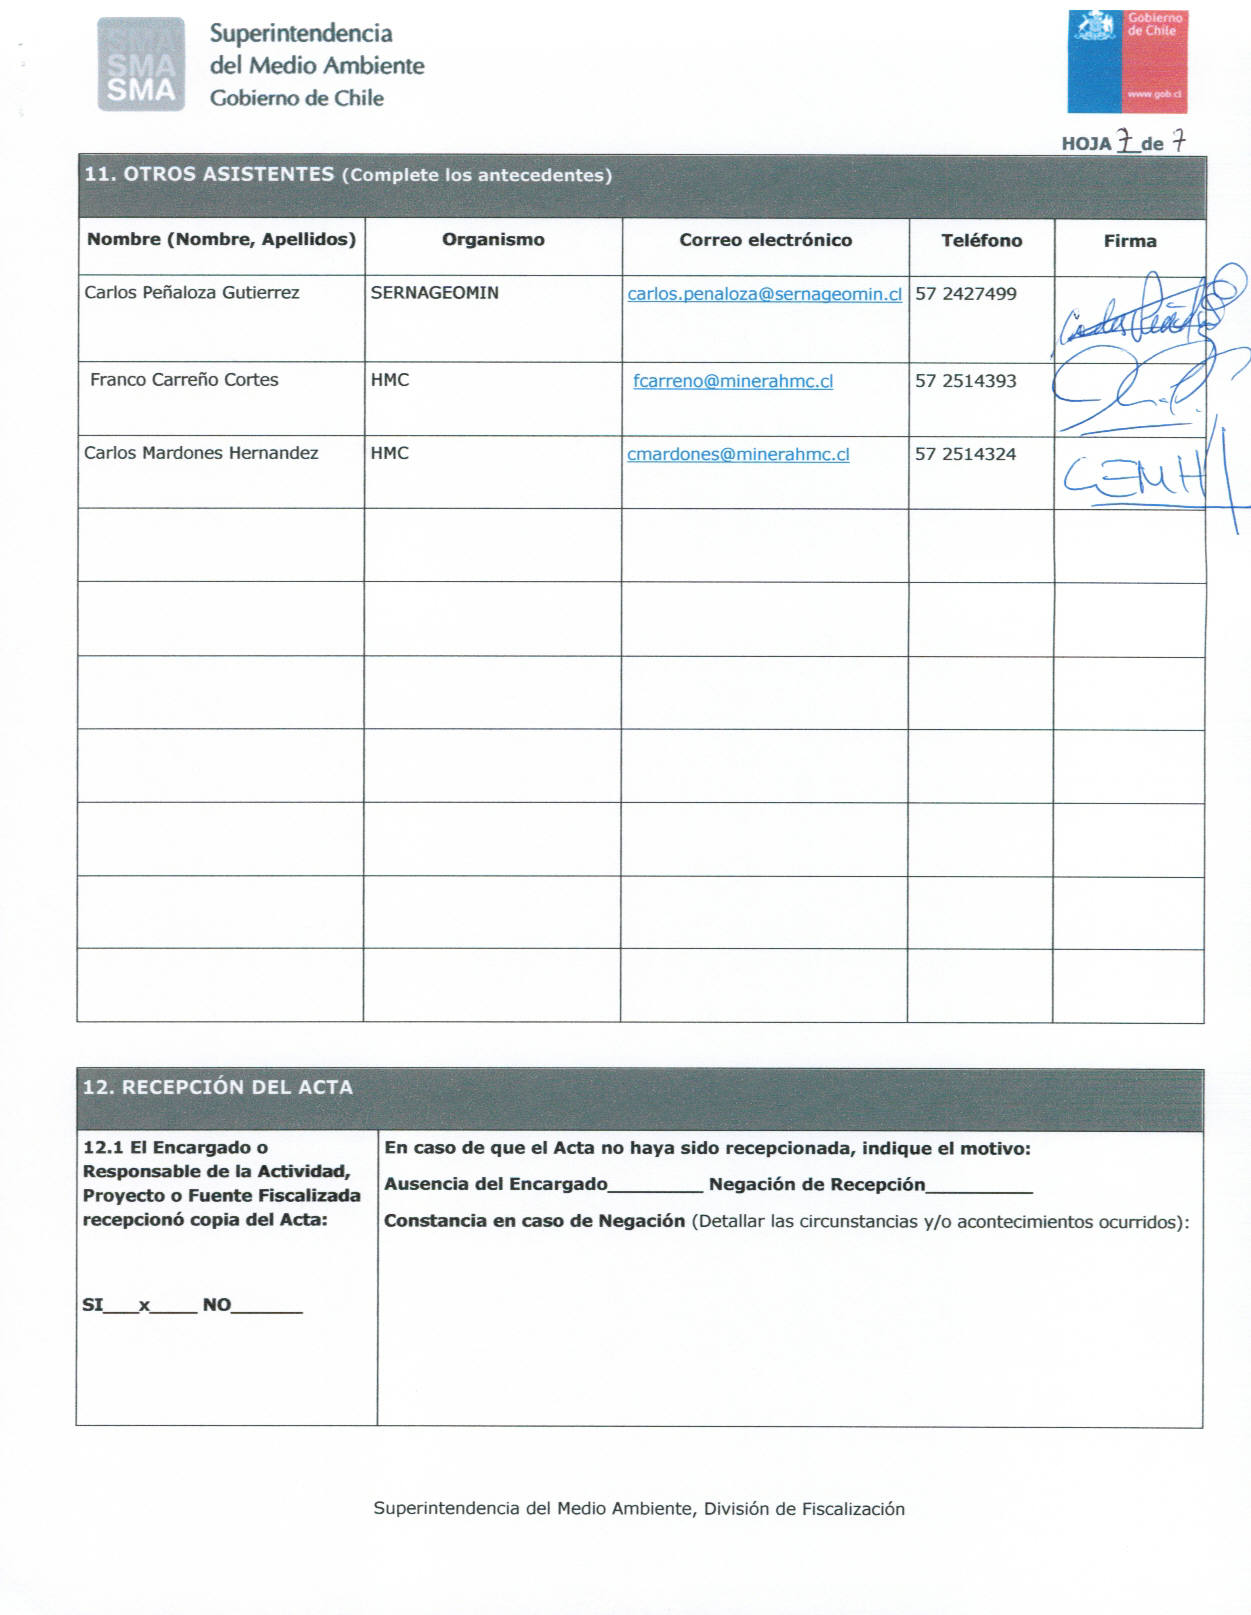 SMA
SMA
SMA
Superintendencia
del Medio Ambiente
Gobierno de Chile
Gobierno
de Chile
www.gob.cl
HOJA 7 de 7
11. OTROS ASISTENTES (Complete los antecedentes)
Nombre (Nombre, Apellidos) Organismo Correo electrónico Teléfono Firma
Carlos Peñaloza Gutierrez SERNAGEOMIN carlos.penaloza@sernageomin.cl 57 2427499
Franco Carreño Cortes HMC fcarreno@minerahmc.cl 57 2514393
Carlos Mardones Hernandez HMC cmardones@minerahmc.cl 57 2514324 CEMH
12. RECEPCIÓN DEL ACTA
12.1 El Encargado o
Responsable de la Actividad,
Proyecto o Fuente Fiscalizada
recepcionó copia del Acta:
SI___x____ NO______
En caso de que el Acta no haya sido recepcionada, indique el motivo:
Ausencia del Encargado________ Negación de Recepción_________
Constancia en caso de Negación (Detallar las circunstancias y/o acontecimientos ocurridos):
Superintendencia del Medio Ambiente, División de Fiscalización